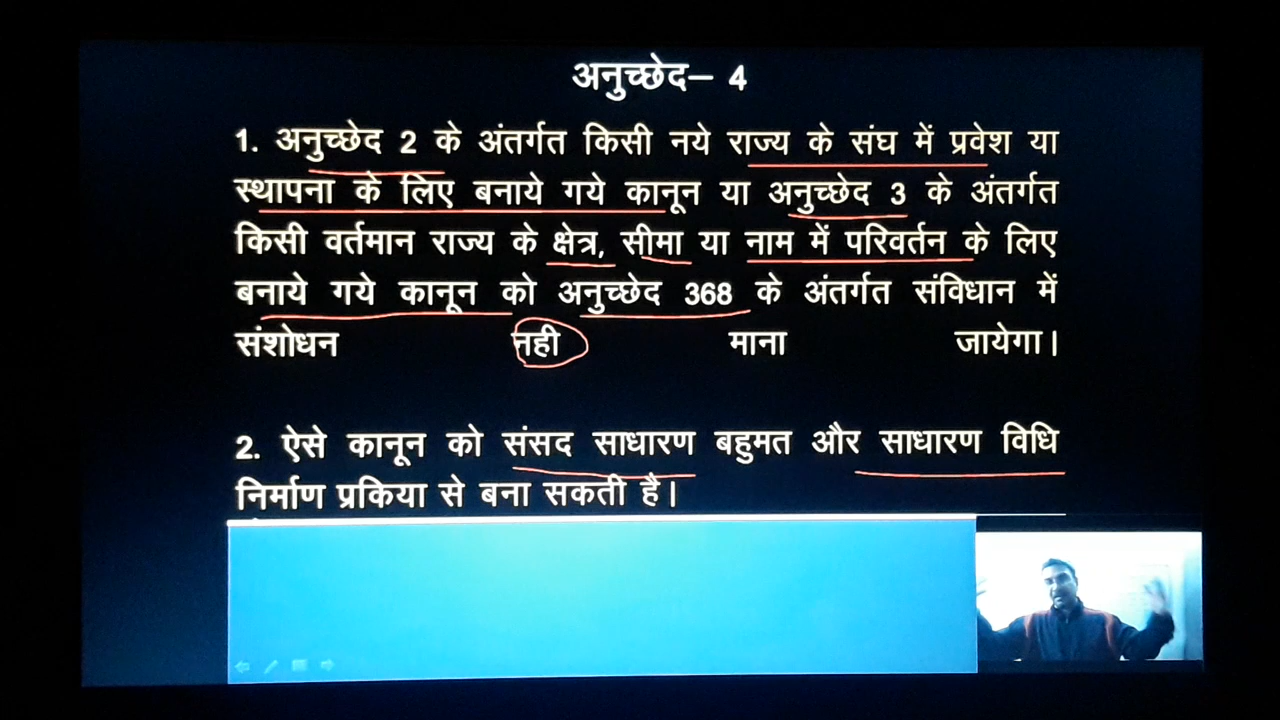 अनुच्छेद– 4
1. अनुच्छेद 2 के अंतर्गत किसी नये राज्य के संघ में प्रवेश या
स्थापना के लिए बनाये गये कानून या अनुच्छेद 3 के अंतर्गत
किसी वर्तमान राज्य के क्षेत्र, सीमा या नाम में परिवर्तन के लिए
बनाये गये कानून को अनुच्छेद 368 के अंतर्गत संविधान में
संशोधन नही माना जायेगा।
2. ऐसे कानून को संसद साधारण बहुमत और साधारण विधि
निर्माण प्रकिया से बना सकती है।